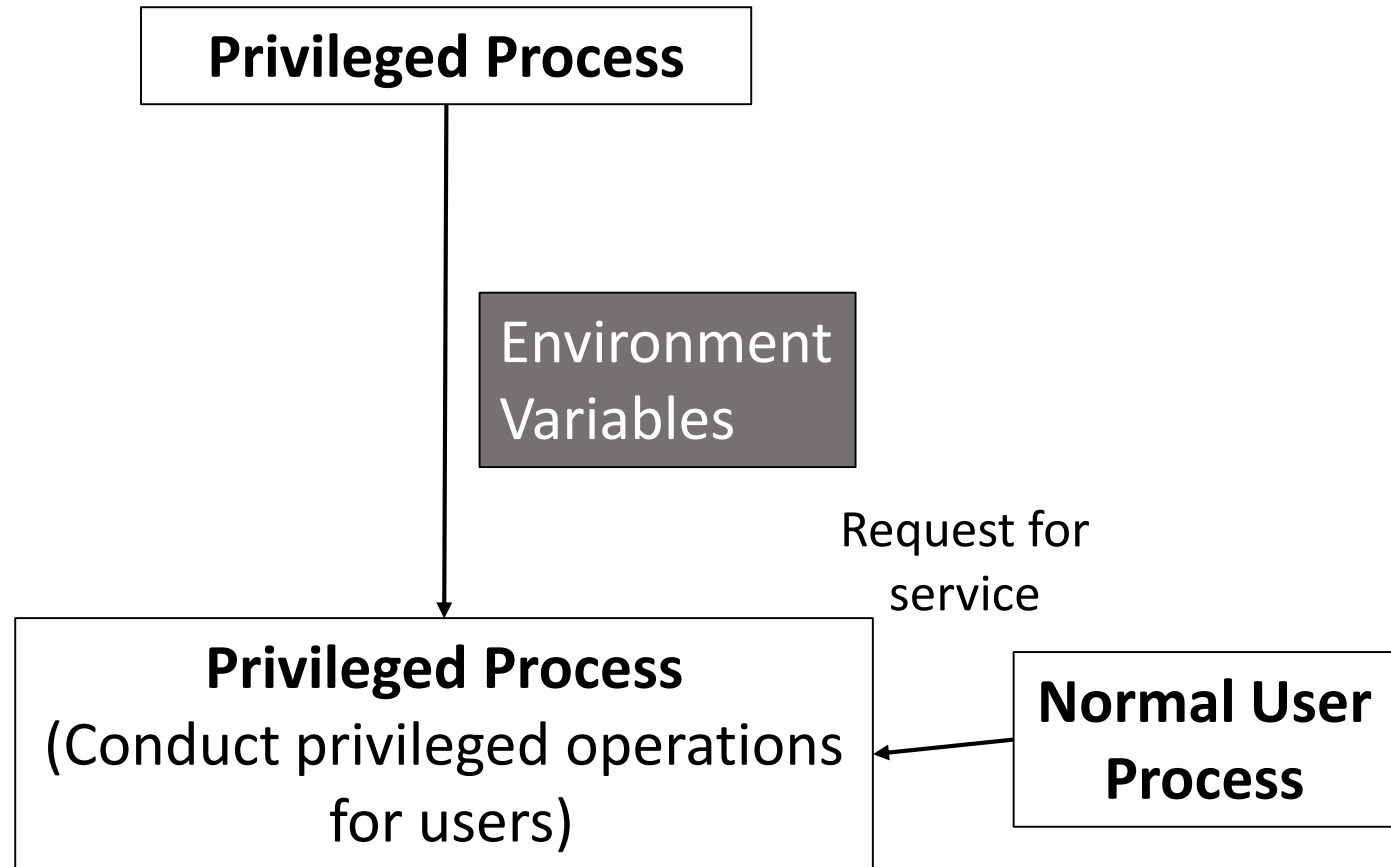 Privileged Process
Environment
Variables
Request for
service
Privileged Process
(Conduct privileged operations
for users)
Normal User
Process